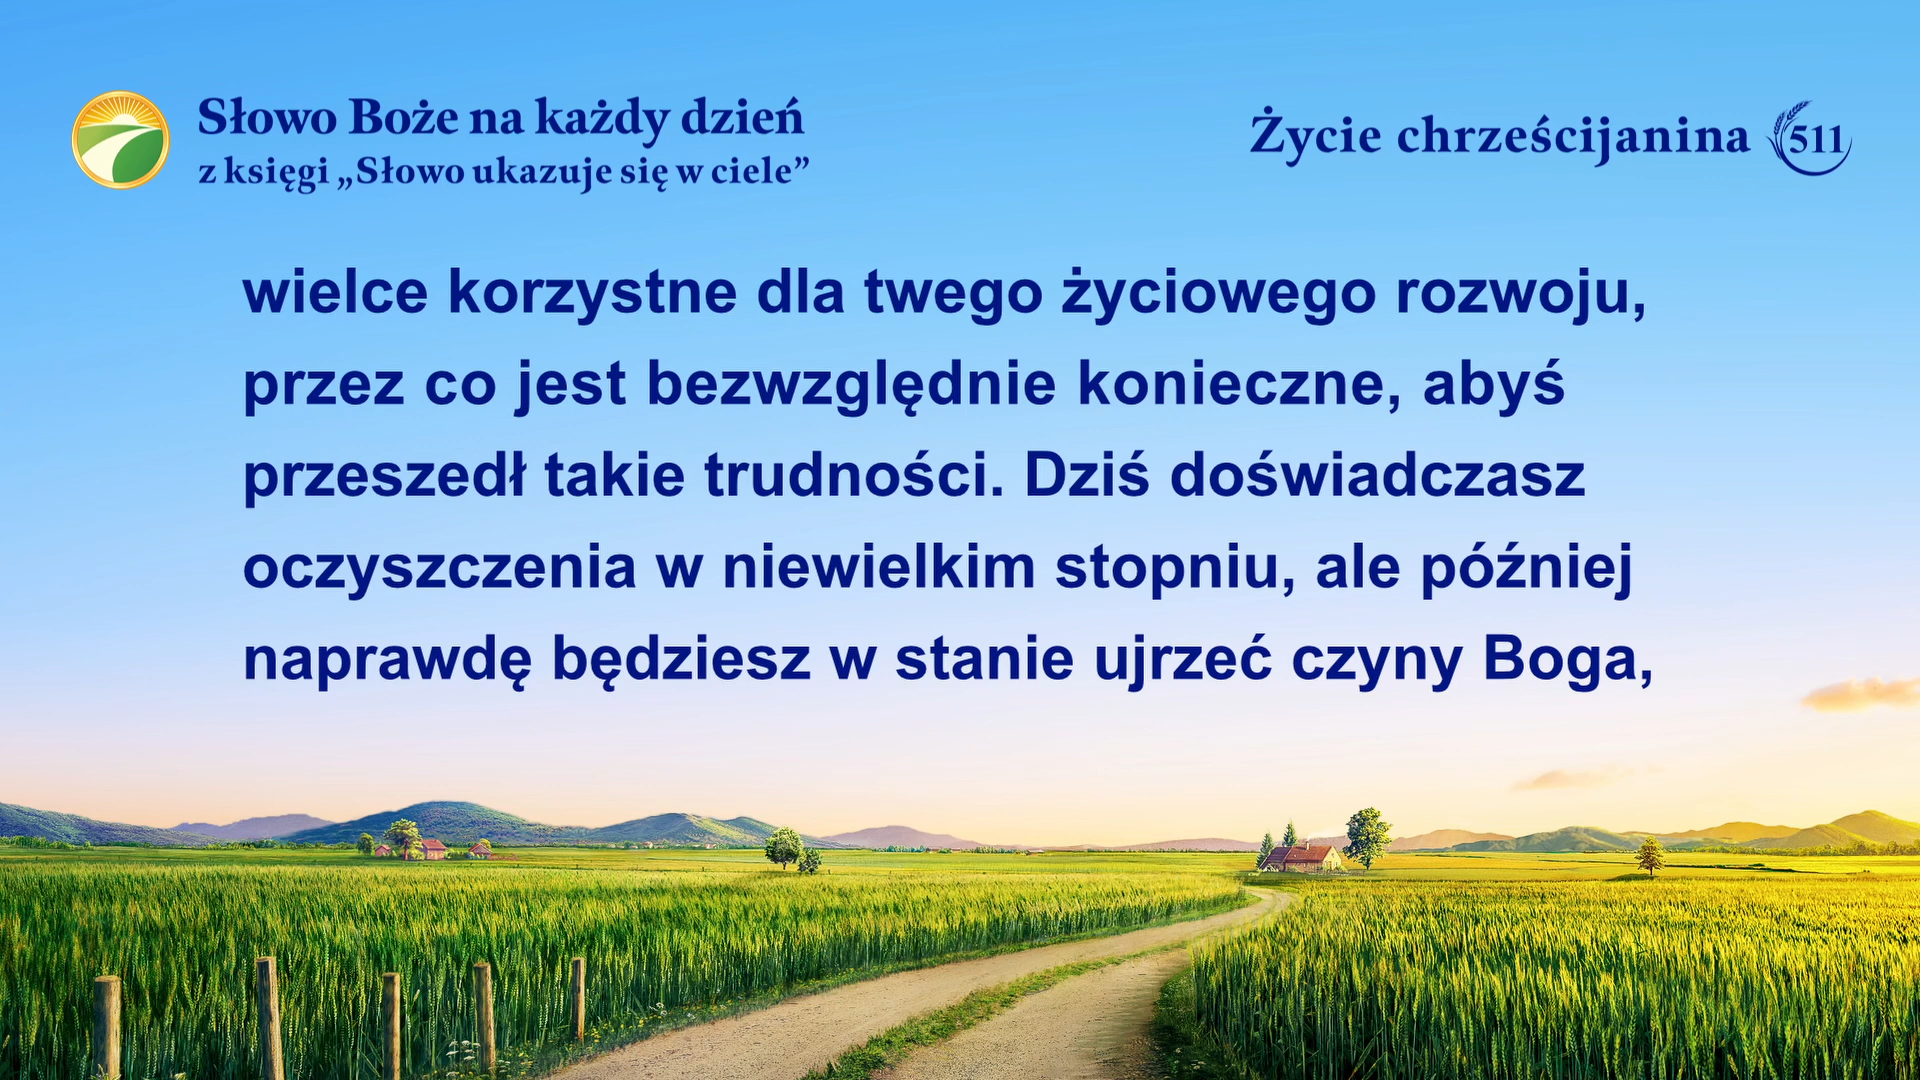 Słowo Boże na każdy dzień
z księgi „Słowo ukazuje się w ciele”
Życie chrześcijanina 511
wielce korzystne dla twego życiowego rozwoju,
przez co jest bezwzględnie konieczne, abyś
przeszedł takie trudności. Dziś doświadczasz
oczyszczenia w niewielkim stopniu, ale później
naprawdę będziesz w stanie ujrzeć czyny Boga,